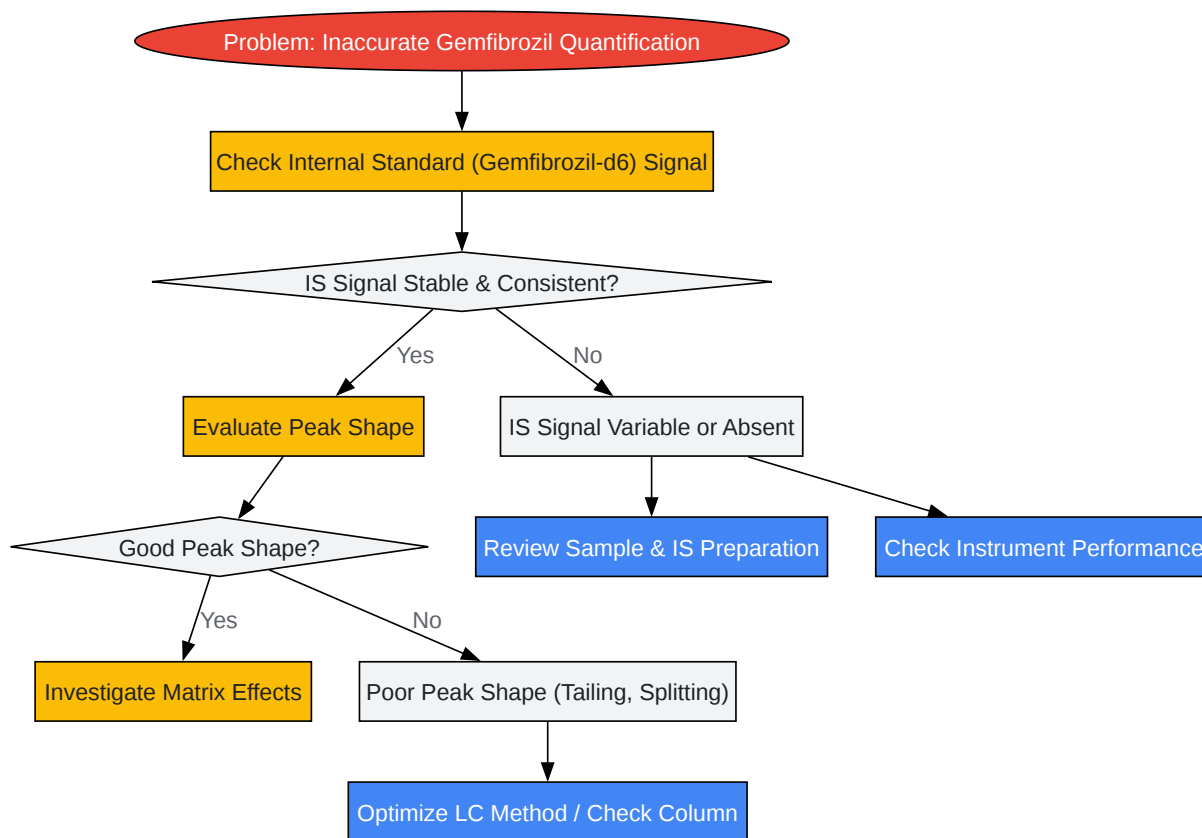 Problem: Inaccurate Gemfibrozil Quantification
Check Internal Standard (Gemfibrozil-d6) Signal
IS Signal Stable & Consistent?
Yes
No
Evaluate Peak Shape
IS Signal Variable or Absent
Good Peak Shape?
Review Sample & IS Preparation
Check Instrument Performance
Yes
No
Investigate Matrix Effects
Poor Peak Shape (Tailing, Splitting)
Optimize LC Method / Check Column